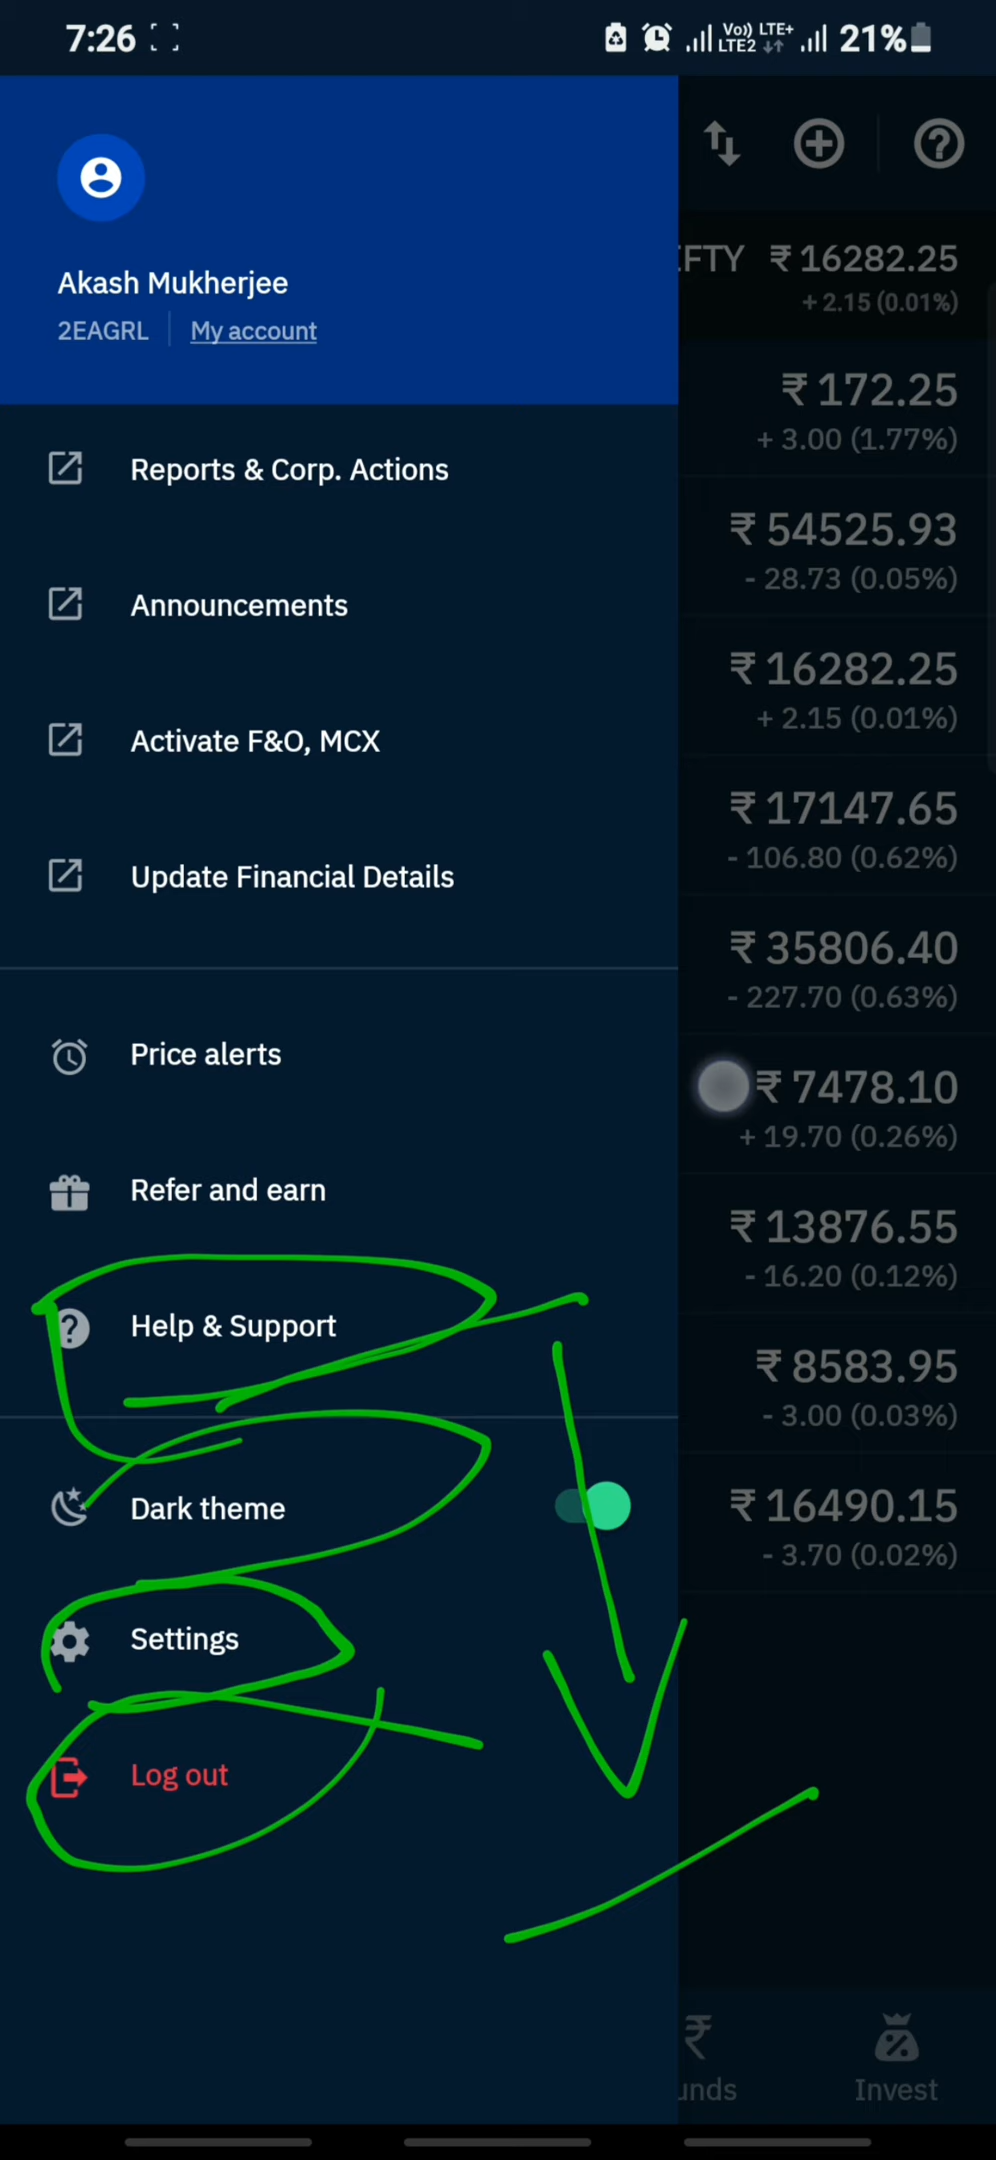 7:26 Vo)) LTE2 LTE+ 21%
Akash Mukherjee
2EAGRL My account
Reports & Corp. Actions
Announcements
Activate F&O, MCX
Update Financial Details
Price alerts
Refer and earn
Help & Support
Dark theme
Settings
Log out
FTY ₹ 16282.25
+ 2.15 (0.01%)
₹ 172.25
+ 3.00 (1.77%)
₹ 54525.93
- 28.73 (0.05%)
₹ 16282.25
+ 2.15 (0.01%)
₹ 17147.65
- 106.80 (0.62%)
₹ 35806.40
- 227.70 (0.63%)
₹ 7478.10
+ 19.70 (0.26%)
₹ 13876.55
- 16.20 (0.12%)
₹ 8583.95
- 3.00 (0.03%)
₹ 16490.15
- 3.70 (0.02%)
unds Invest